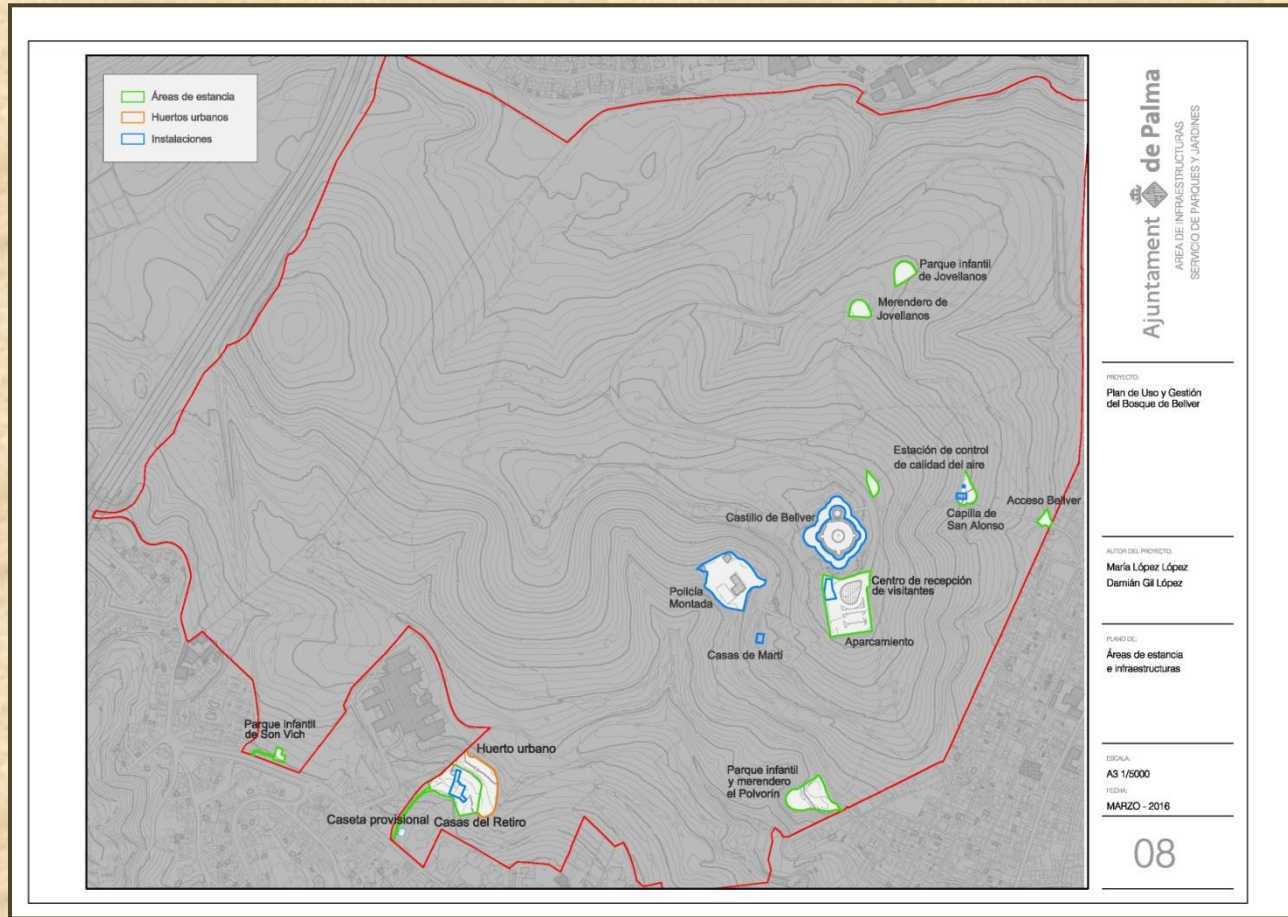 Áreas de estancia
Huertos urbanos
Instalaciones
Parque infantil
de Jovellanos
Merendero de
Jovellanos
Estación de control
de calidad del aire
Castillo de Bellver
Capilla de
San Alonso
Acceso Bellver
Policía
Montada
Centro de recepción
de visitantes
Casas de Martí
Aparcamiento
Parque infantil
de Son Vich
Huerto urbano
Parque infantil
y merendero
el Polvorín
Caseta provisional
Casas del Retiro
Ajuntament de Palma
AREA DE INFRAESTRUCTURAS
SERVICIO DE PARQUES Y JARDINES
PROYECTO:
Plan de Uso y Gestión
del Bosque de Bellver
AUTOR DEL PROYECTO:
María López López
Damián Gil López
PLANO DE:
Áreas de estancia
e infraestructuras
ESCALA:
A3 1/5000
FECHA:
MARZO - 2016
08